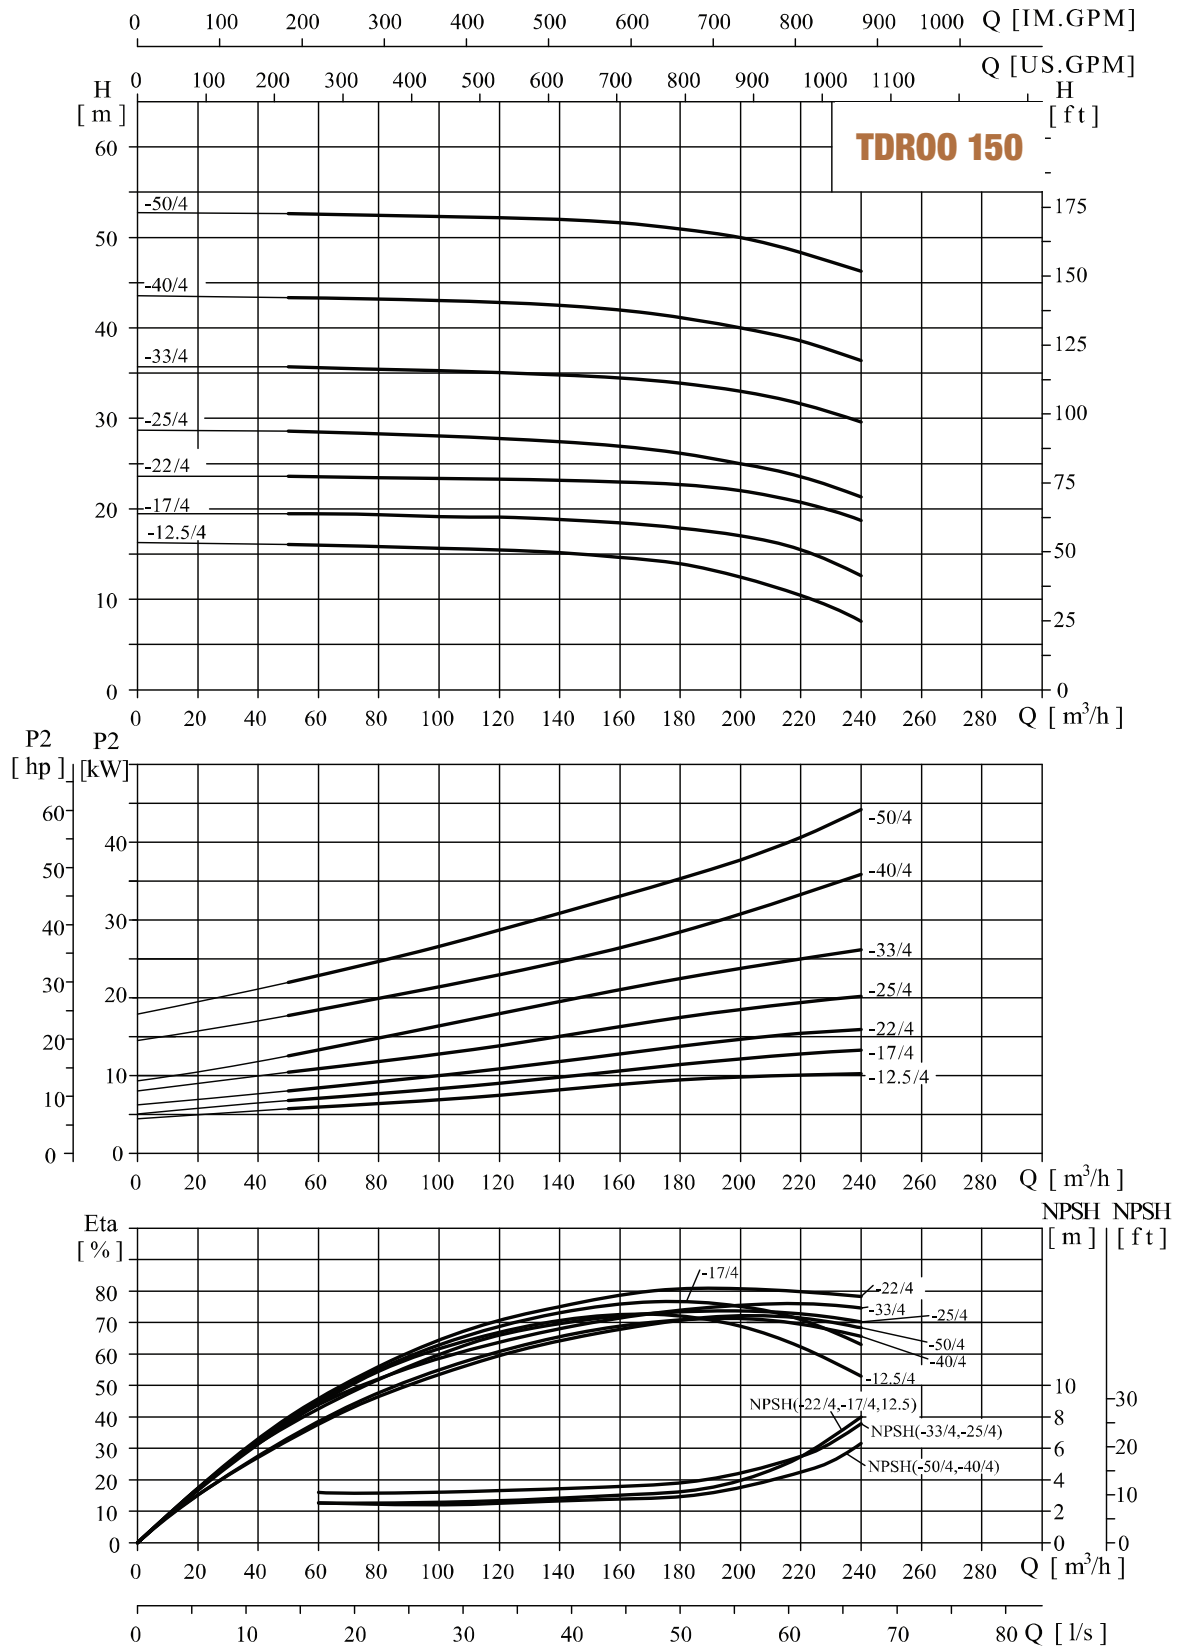 0 100 200 300 400 500 600 700 800 900 1000 Q [IM.GPM]
0 100 200 300 400 500 600 700 800 900 1000 1100 Q [US.GPM]
H
[ m ]
H
[ f t ]
TDROO 150
60
50
40
30
20
10
0
175
150
125
100
75
50
25
0
-50/4
-40/4
-33/4
-25/4
-22/4
-17/4
-12.5/4
0 20 40 60 80 100 120 140 160 180 200 220 240 260 280 Q [ m³/h ]
P2
[ hp ]
P2
[kW]
60
50
40
30
20
10
0
40
30
20
10
0
-50/4
-40/4
-33/4
-25/4
-22/4
-17/4
-12.5/4
0 20 40 60 80 100 120 140 160 180 200 220 240 260 280 Q [ m³/h ]
Eta
[ % ]
NPSH
[ m ]
NPSH
[ f t ]
80
70
60
50
40
30
20
10
0
10
8
6
4
2
0
30
20
10
0
-17/4
-22/4
-33/4
-25/4
-50/4
-40/4
-12.5/4
NPSH(-22/4,-17/4,12.5)
NPSH(-33/4,-25/4)
NPSH(-50/4,-40/4)
0 20 40 60 80 100 120 140 160 180 200 220 240 260 280 Q [ m³/h ]
0 10 20 30 40 50 60 70 80 Q [ l/s ]